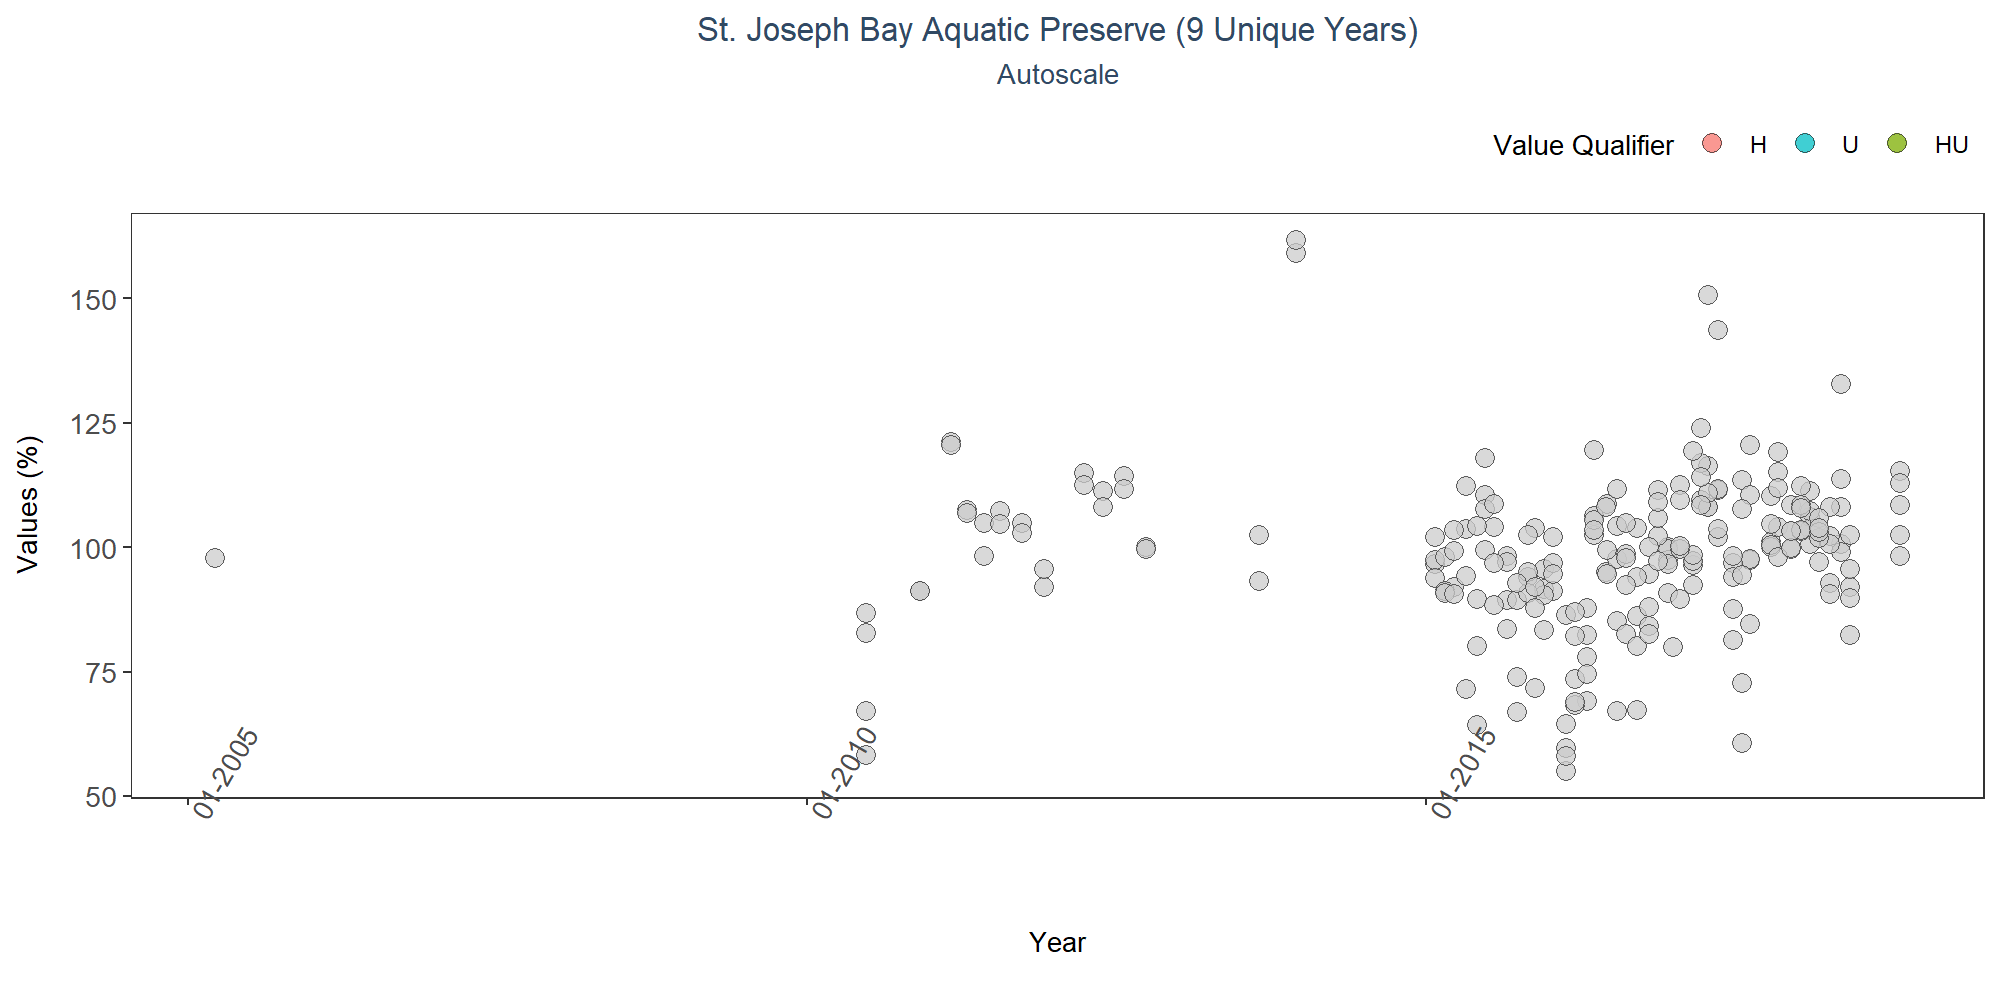 St. Joseph Bay Aquatic Preserve (9 Unique Years)
Autoscale
Value Qualifier H U HU
Values (%)
150
125
100
75
50
01-2005 01-2010 01-2015
Year